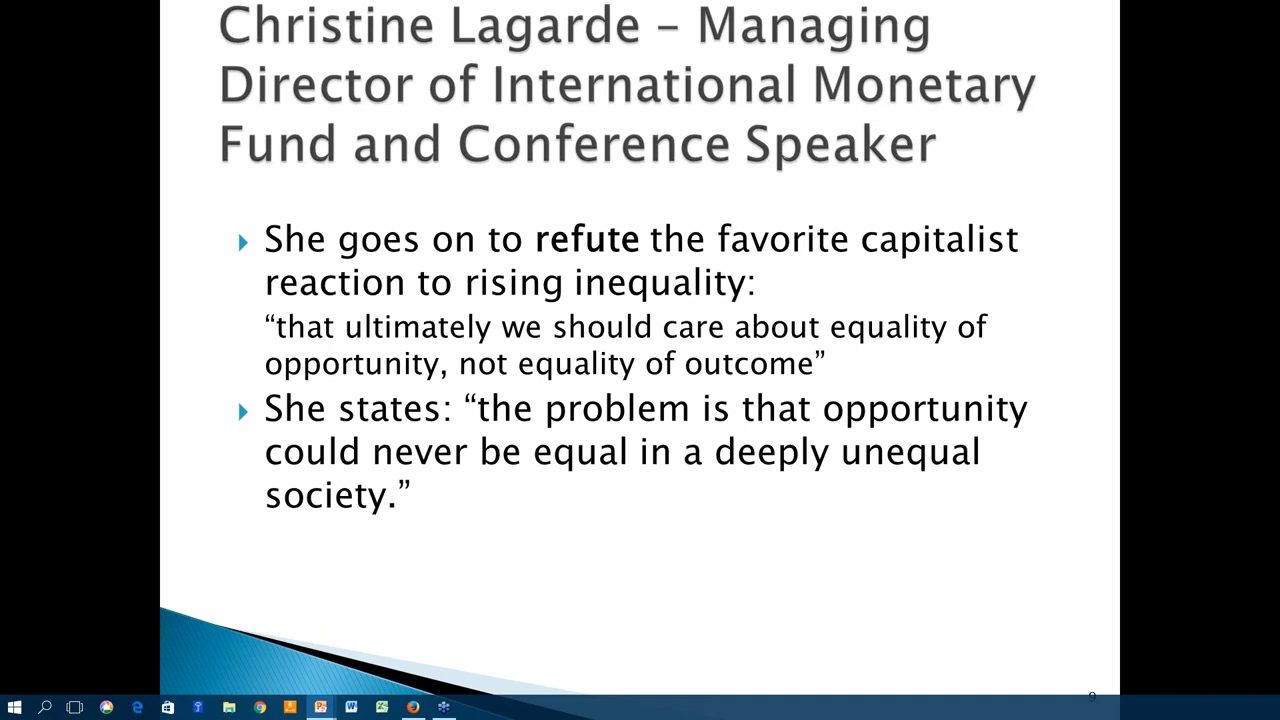 Christine Lagarde – Managing
Director of International Monetary
Fund and Conference Speaker
She goes on to refute the favorite capitalist
reaction to rising inequality:
“that ultimately we should care about equality of
opportunity, not equality of outcome”
She states: “the problem is that opportunity
could never be equal in a deeply unequal
society.”
9